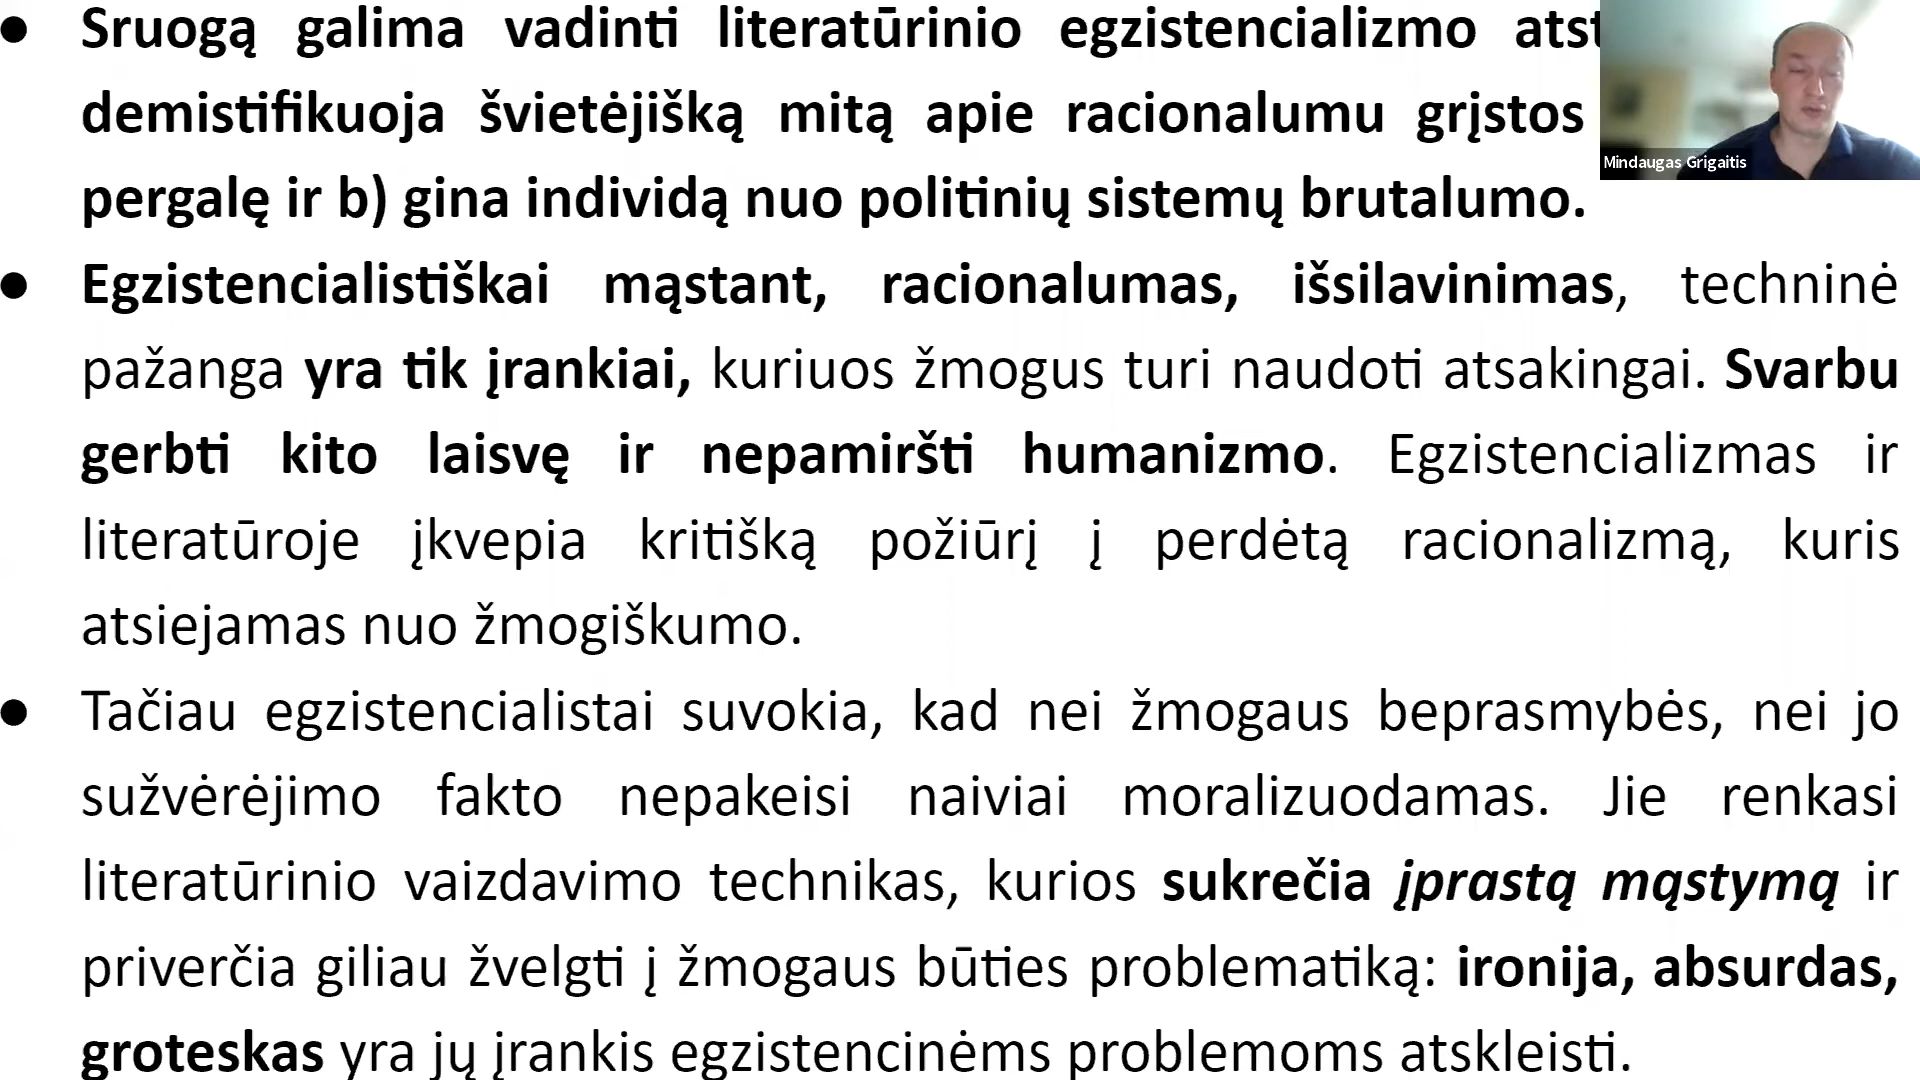 ● Sruogą galima vadinti literatūrinio egzistencializmo
demistifikuoja švietėjišką mitą apie racionalumu grįstos
pergalę ir b) gina individą nuo politinių sistemų brutalumo.
Mindaugas Grigaitis
● Egzistencialistiškai mąstant, racionalumas, išsilavinimas, techninė
pažanga yra tik įrankiai, kuriuos žmogus turi naudoti atsakingai. Svarbu
gerbti kito laisvę ir nepamiršti humanizmo. Egzistencializmas ir
literatūroje įkvepia kritišką požiūrį į perdėtą racionalizmą, kuris
atsiejamas nuo žmogiškumo.
● Tačiau egzistencialistai suvokia, kad nei žmogaus beprasmybės, nei jo
sužvėrėjimo fakto nepakeisi naiviai moralizuodamas. Jie renkasi
literatūrinio vaizdavimo technikas, kurios sukrečia įprastą mąstymą ir
priverčia giliau žvelgti į žmogaus būties problematiką: ironija, absurdas,
groteskas yra jų įrankis egzistencinėms problemoms atskleisti.